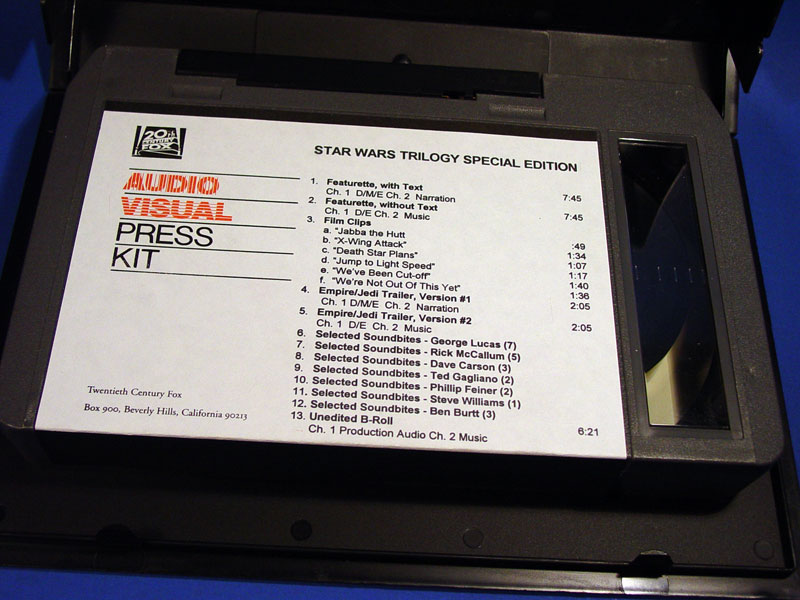 20th
CENTURY
FOX
AUDIO
VISUAL
PRESS
KIT
Twentieth Century Fox
Box 900, Beverly Hills, California 90213
STAR WARS TRILOGY SPECIAL EDITION
1. Featurette, with Text
Ch. 1 D/M/E Ch. 2 Narration 7:45
2. Featurette, without Text
Ch. 1 D/E Ch. 2 Music 7:45
3. Film Clips
a. "Jabba the Hutt :49
b. "X-Wing Attack" 1:34
c. "Death Star Plans" 1:07
d. "Jump to Light Speed" 1:17
e. "We've Been Cut-off" 1:40
f. "We're Not Out Of This Yet" 1:36
4. Empire/Jedi Trailer, Version #1
Ch. 1 D/M/E Ch. 2 Narration 2:05
5. Empire/Jedi Trailer, Version #2
Ch. 1 D/E Ch. 2 Music 2:05
6. Selected Soundbites - George Lucas (7)
7. Selected Soundbites - Rick McCallum (5)
8. Selected Soundbites - Dave Carson (3)
9. Selected Soundbites - Ted Gagliano (2)
10. Selected Soundbites - Phillip Feiner (2)
11. Selected Soundbites - Steve Williams (1)
12. Selected Soundbites - Ben Burtt (3)
13. Unedited B-Roll
Ch. 1 Production Audio Ch. 2 Music 6:21